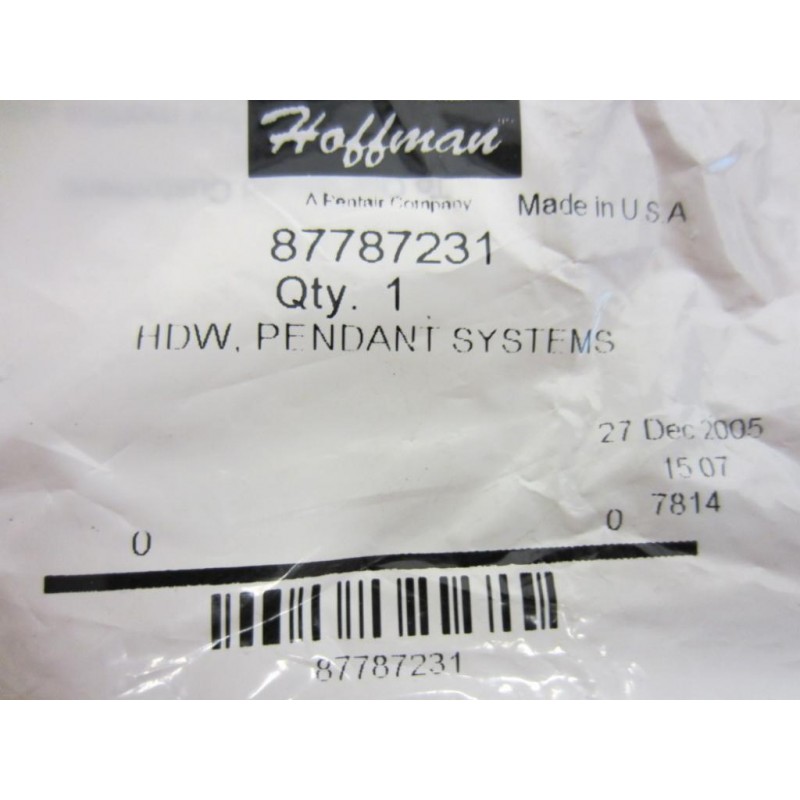 Hoffman
A Pentair Company
Made in U.S.A
87787231
Qty. 1
HDW, PENDANT SYSTEMS
27 Dec 2005
15 07
7814
0 0
87787231